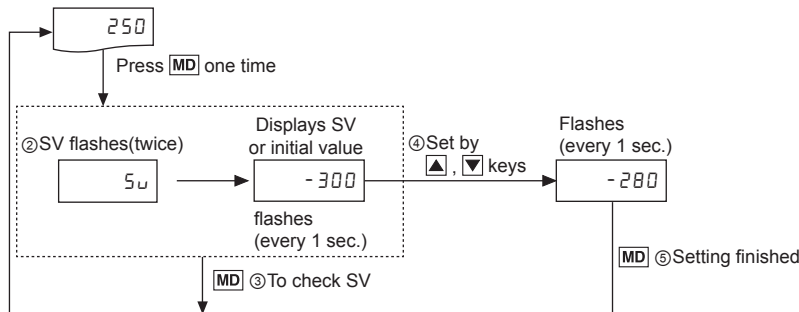 250
Press MD one time
②SV flashes(twice)
Displays SV
or initial value
④Set by
▲ , ▼ keys
Flashes
(every 1 sec.)
Su
-300
-280
flashes
(every 1 sec.)
MD ③To check SV
MD ⑤Setting finished